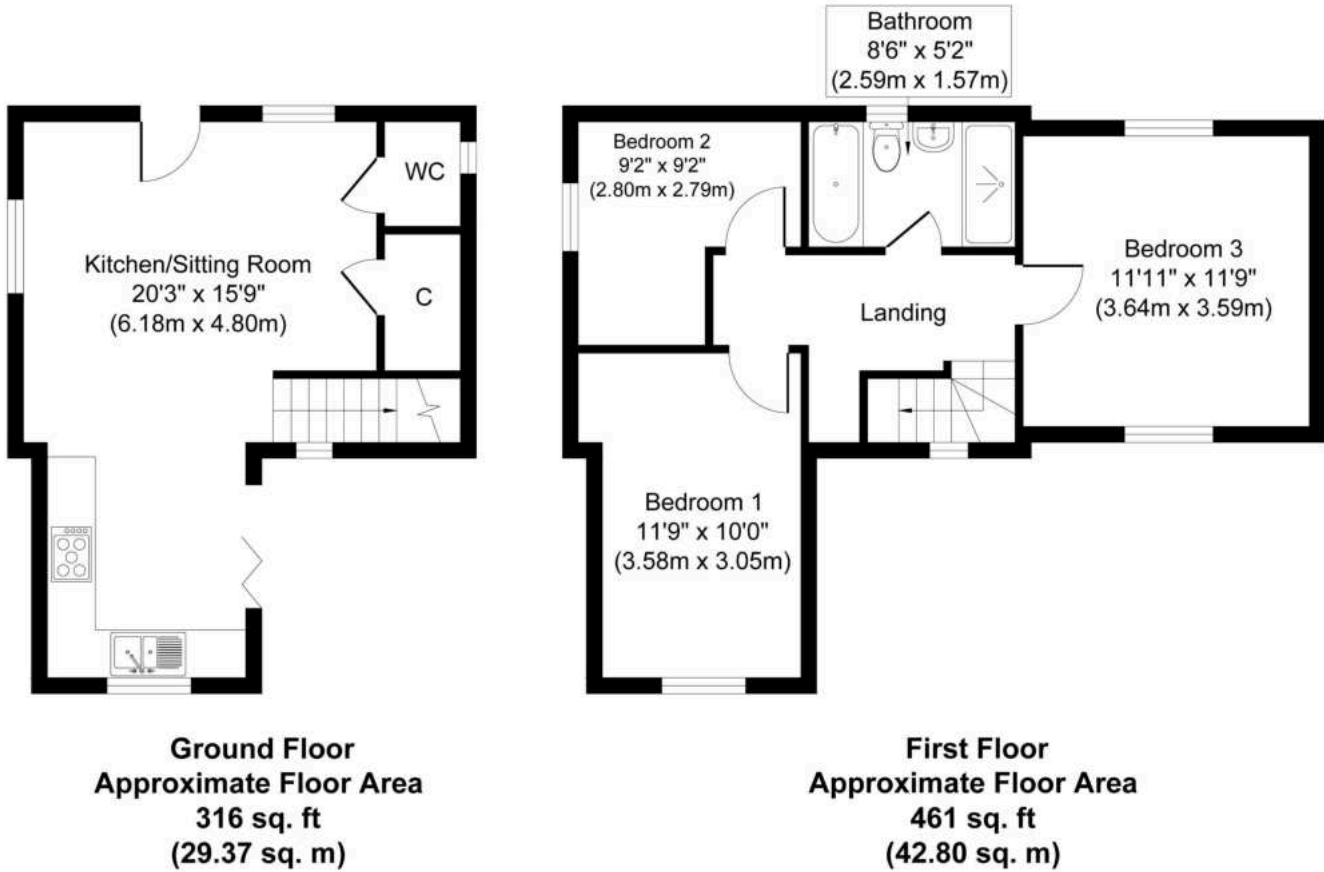 Bathroom
8'6" x 5'2"
(2.59m x 1.57m)
WC
Kitchen/Sitting Room
20'3" x 15'9"
(6.18m x 4.80m)
C
Bedroom 2
9'2" x 9'2"
(2.80m x 2.79m)
Bedroom 3
11'11" x 11'9"
(3.64m x 3.59m)
Landing
Bedroom 1
11'9" x 10'0"
(3.58m x 3.05m)
Ground Floor
Approximate Floor Area
316 sq. ft
(29.37 sq. m)
First Floor
Approximate Floor Area
461 sq. ft
(42.80 sq. m)